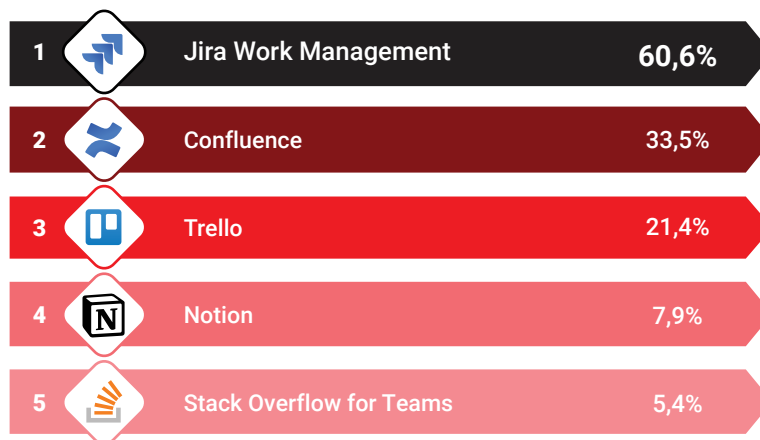 1 Jira Work Management 60,6%
2 Confluence 33,5%
3 Trello 21,4%
4 N Notion 7,9%
5 Stack Overflow for Teams 5,4%